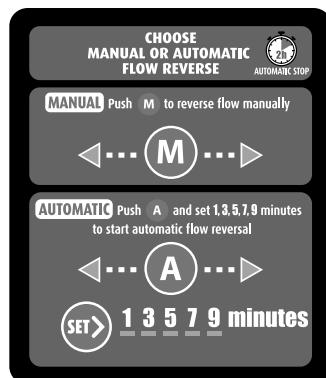 CHOOSE
MANUAL OR AUTOMATIC
FLOW REVERSE
2h
AUTOMATIC STOP
MANUAL Push M to reverse flow manually
M
AUTOMATIC Push A and set 1,3,5,7,9 minutes
to start automatic flow reversal
A
SET> 1 3 5 7 9 minutes